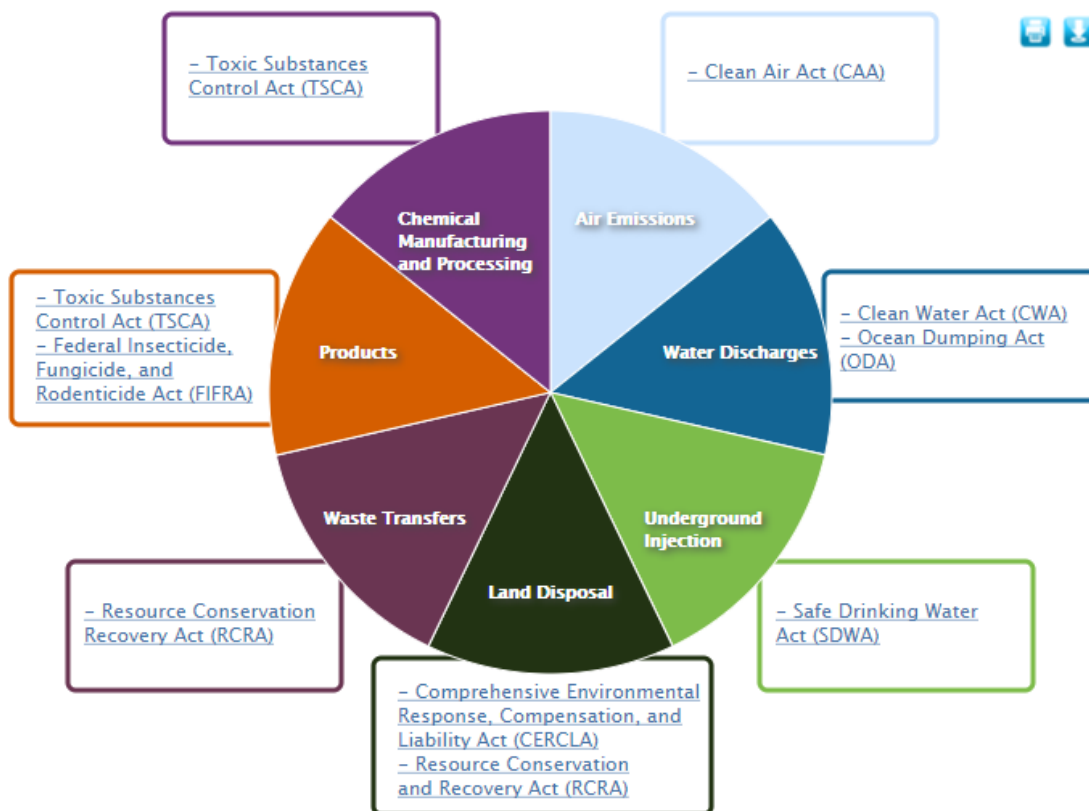 – Toxic Substances
Control Act (TSCA)
– Clean Air Act (CAA)
Chemical
Manufacturing
and Processing
Air Emissions
– Toxic Substances
Control Act (TSCA)
– Federal Insecticide,
Fungicide, and
Rodenticide Act (FIFRA)
Products
Water Discharges
– Clean Water Act (CWA)
– Ocean Dumping Act
(ODA)
Waste Transfers
Underground
Injection
Land Disposal
– Resource Conservation
Recovery Act (RCRA)
– Safe Drinking Water
Act (SDWA)
– Comprehensive Environmental
Response, Compensation, and
Liability Act (CERCLA)
– Resource Conservation
and Recovery Act (RCRA)